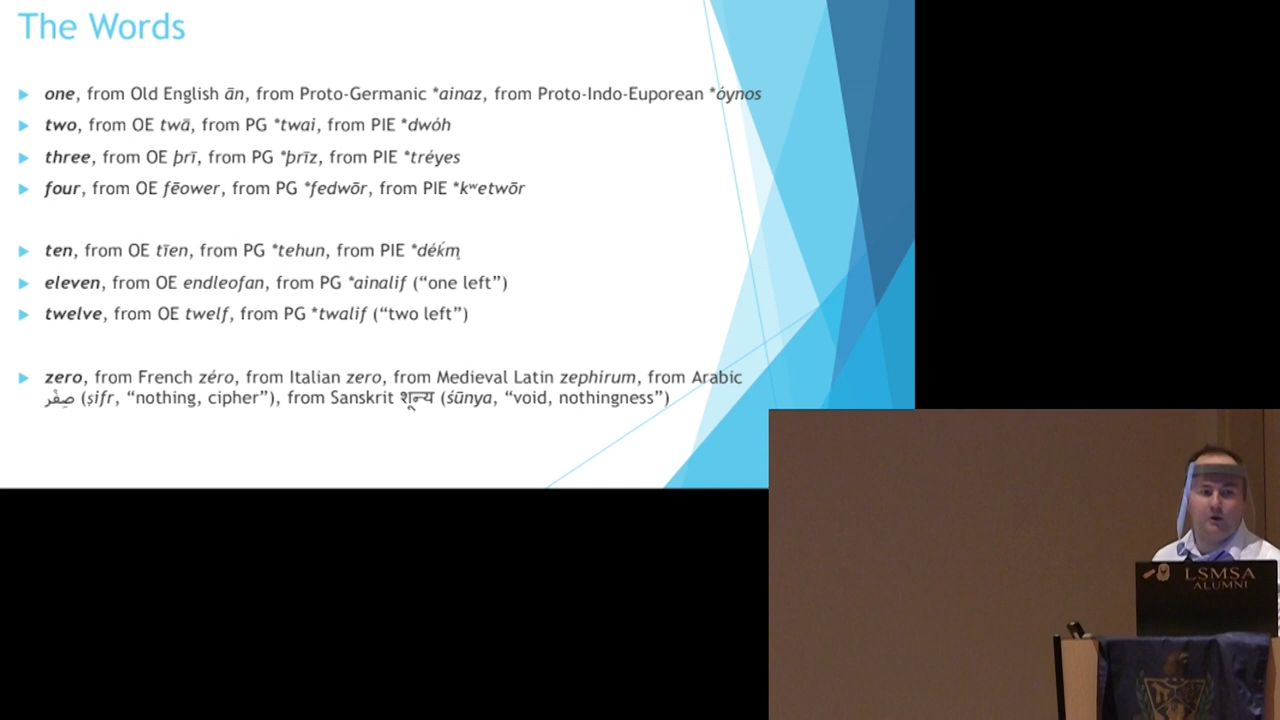 The Words
one, from Old English ān, from Proto-Germanic *ainaz, from Proto-Indo-Euporean *óynos
two, from OE twā, from PG *twai, from PIE *dwóh
three, from OE þrī, from PG *þrīz, from PIE *tréyes
four, from OE fēower, from PG *fedwōr, from PIE *kʷetwōr
ten, from OE tīen, from PG *tehun, from PIE *déḱm̥
eleven, from OE endleofan, from PG *ainalif (“one left”)
twelve, from OE twelf, from PG *twalif (“two left”)
zero, from French zéro, from Italian zero, from Medieval Latin zephirum, from Arabic
صِفْر (ṣifr, “nothing, cipher”), from Sanskrit शून्य (śūnya, “void, nothingness”)
LSMSA
ALUMNI